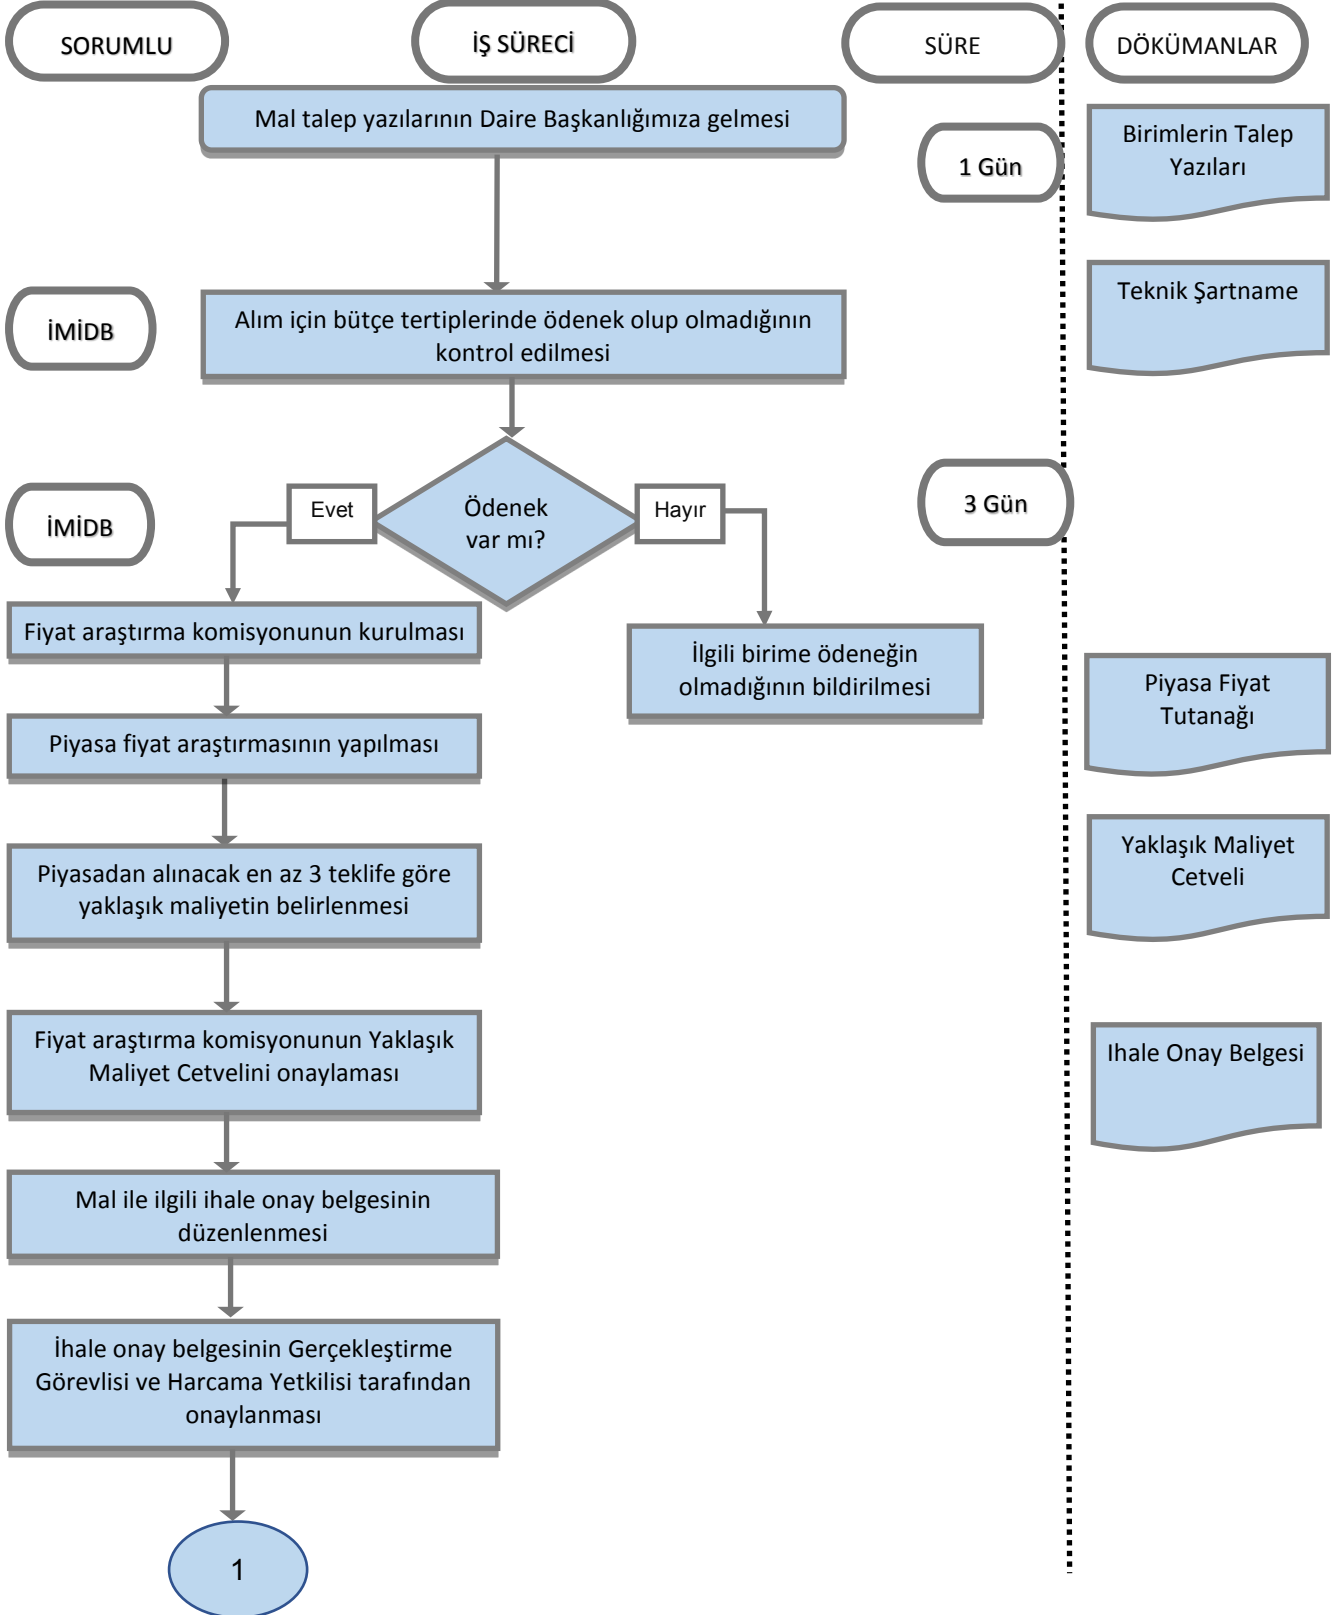 SORUMLU
İŞ SÜRECİ
SÜRE
DÖKÜMANLAR
Mal talep yazılarının Daire Başkanlığımıza gelmesi
1 Gün
Birimlerin Talep
Yazıları
İMİDB
Alım için bütçe tertiplerinde ödenek olup olmadığının
kontrol edilmesi
Teknik Şartname
İMİDB
Evet
Ödenek
var mı?
Hayır
3 Gün
Fiyat araştırma komisyonunun kurulması
İlgili birime ödeneğin
olmadığının bildirilmesi
Piyasa Fiyat
Tutanağı
Piyasa fiyat araştırmasının yapılması
Piyasadan alınacak en az 3 teklife göre
yaklaşık maliyetin belirlenmesi
Yaklaşık Maliyet
Cetveli
Fiyat araştırma komisyonunun Yaklaşık
Maliyet Cetvelini onaylaması
Ihale Onay Belgesi
Mal ile ilgili ihale onay belgesinin
düzenlenmesi
İhale onay belgesinin Gerçekleştirme
Görevlisi ve Harcama Yetkilisi tarafından
onaylanması
1